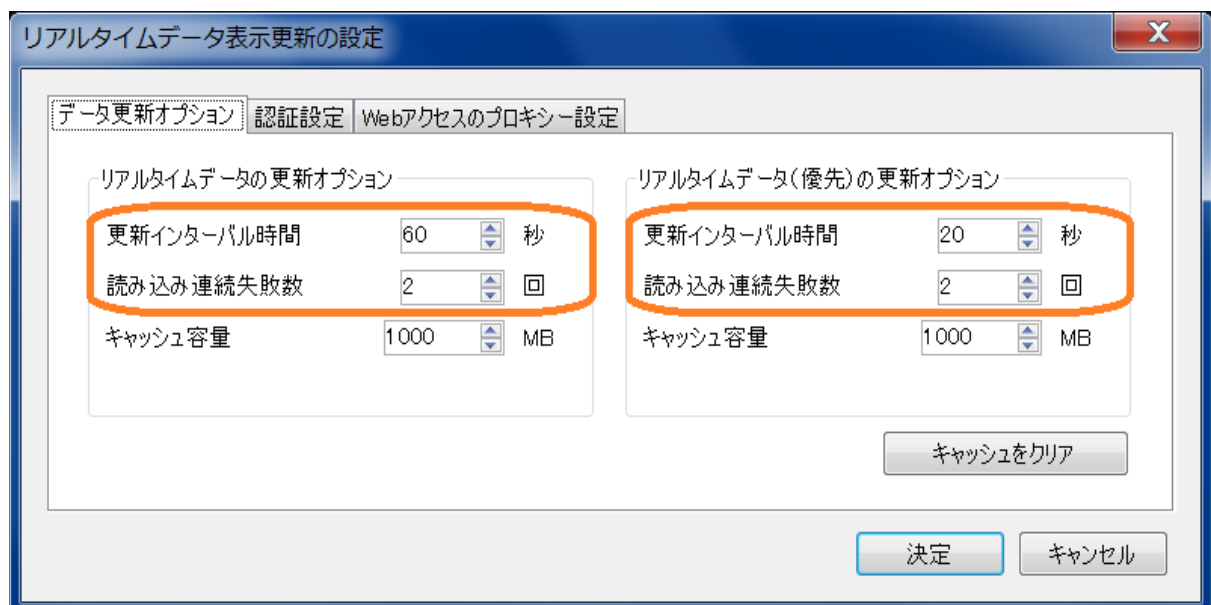 リアルタイムデータ表示更新の設定
X
データ更新オプション 認証設定 Webアクセスのプロキシー設定
リアルタイムデータの更新オプション
更新インターバル時間 60 秒
読み込み連続失敗数 2 回
キャッシュ容量 1000 MB
リアルタイムデータ(優先)の更新オプション
更新インターバル時間 20 秒
読み込み連続失敗数 2 回
キャッシュ容量 1000 MB
キャッシュをクリア
決定 キャンセル